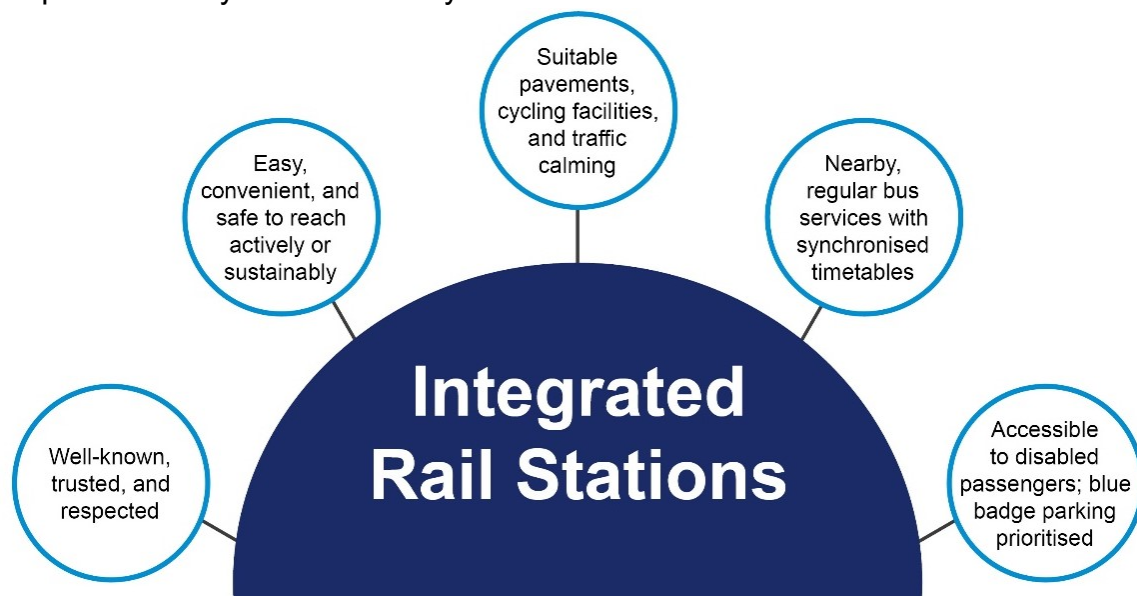 Suitable
pavements,
cycling facilities,
and traffic
calming
Easy,
convenient, and
safe to reach
actively or
sustainably
Nearby,
regular bus
services with
synchronised
timetables
Integrated
Rail Stations
Well-known,
trusted, and
respected
Accessible
to disabled
passengers; blue
badge parking
prioritised